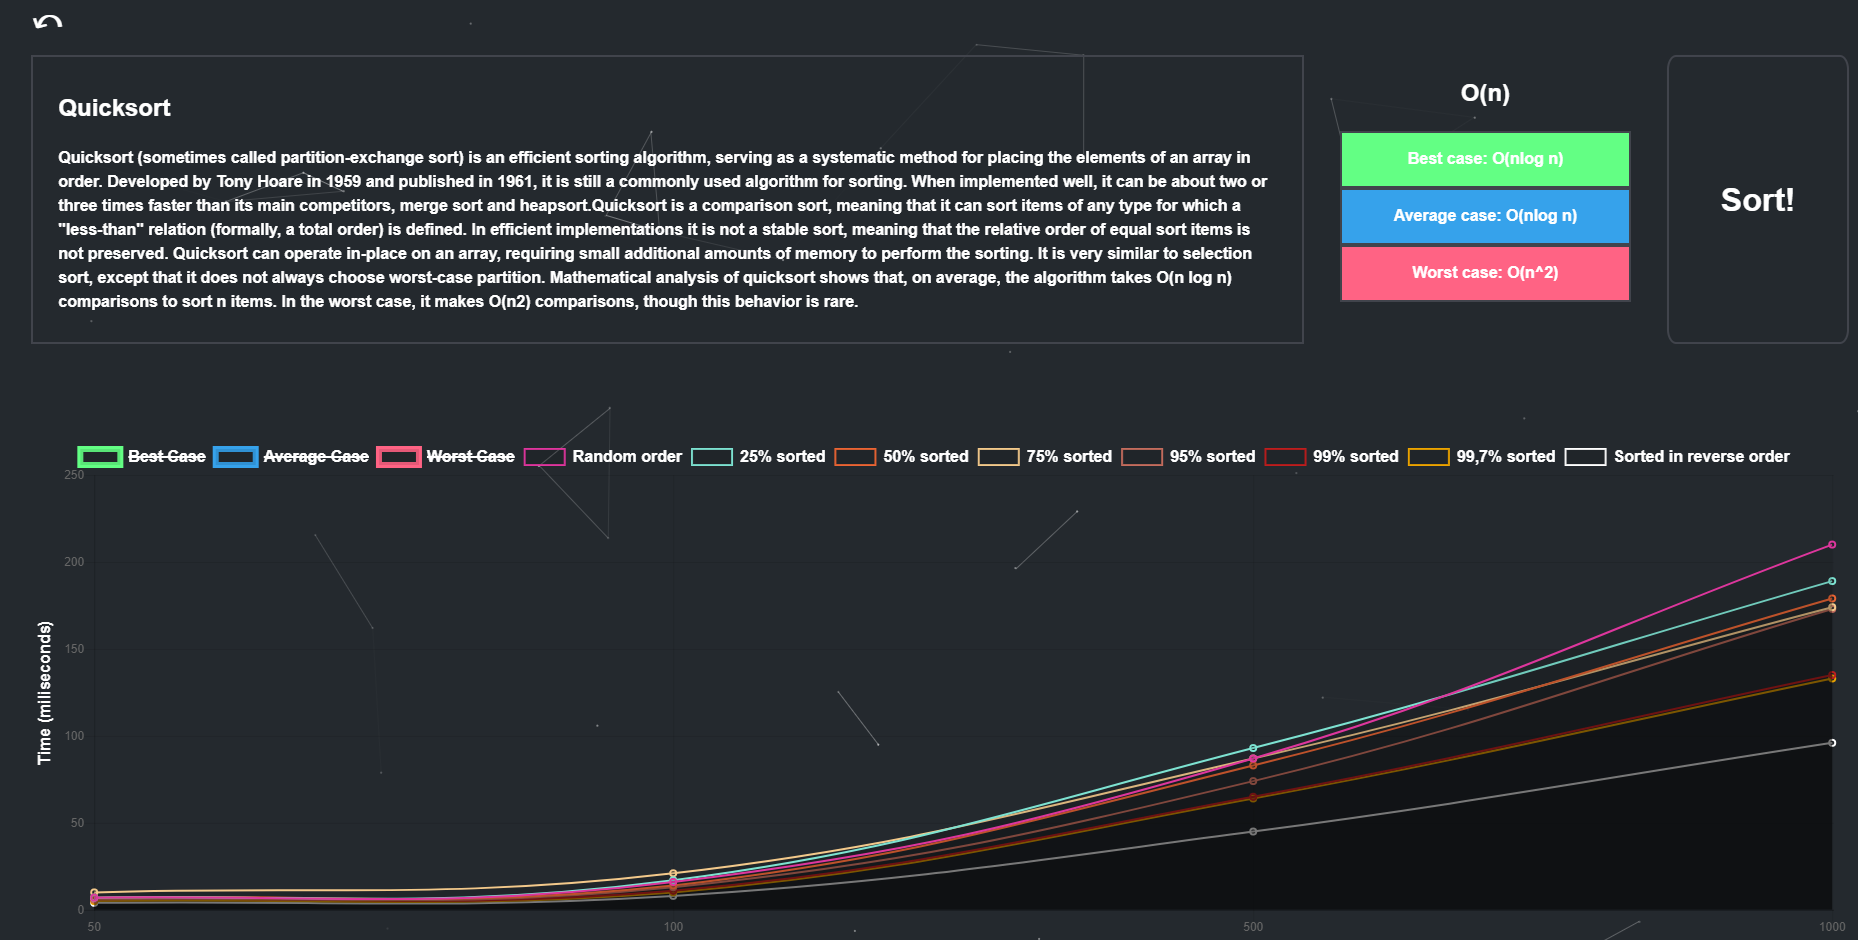 Quicksort
Quicksort (sometimes called partition-exchange sort) is an efficient sorting algorithm, serving as a systematic method for placing the elements of an array in
order. Developed by Tony Hoare in 1959 and published in 1961, it is still a commonly used algorithm for sorting. When implemented well, it can be about two or
three times faster than its main competitors, merge sort and heapsort.Quicksort is a comparison sort, meaning that it can sort items of any type for which a
"less-than" relation (formally, a total order) is defined. In efficient implementations it is not a stable sort, meaning that the relative order of equal sort items is
not preserved. Quicksort can operate in-place on an array, requiring small additional amounts of memory to perform the sorting. It is very similar to selection
sort, except that it does not always choose worst-case partition. Mathematical analysis of quicksort shows that, on average, the algorithm takes O(n log n)
comparisons to sort n items. In the worst case, it makes O(n2) comparisons, though this behavior is rare.
O(n)
Best case: O(nlog n)
Average case: O(nlog n)
Worst case: O(n^2)
Sort!
Best Case Average Case Worst Case Random order 25% sorted 50% sorted 75% sorted 95% sorted 99% sorted 99,7% sorted Sorted in reverse order
250
200
150
100
50
0
Time (miliseconds)
50 100 500 1000